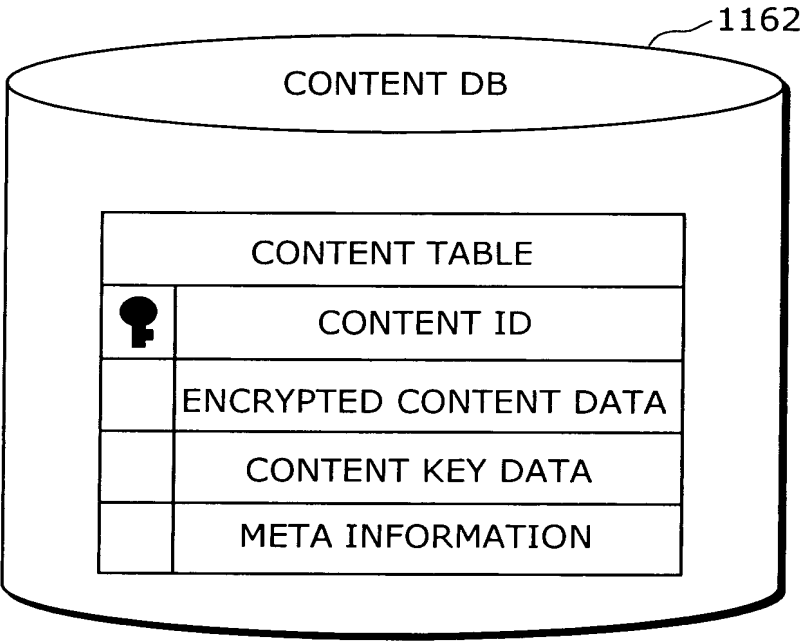 1162
CONTENT DB
CONTENT TABLE
CONTENT ID
ENCRYPTED CONTENT DATA
CONTENT KEY DATA
META INFORMATION